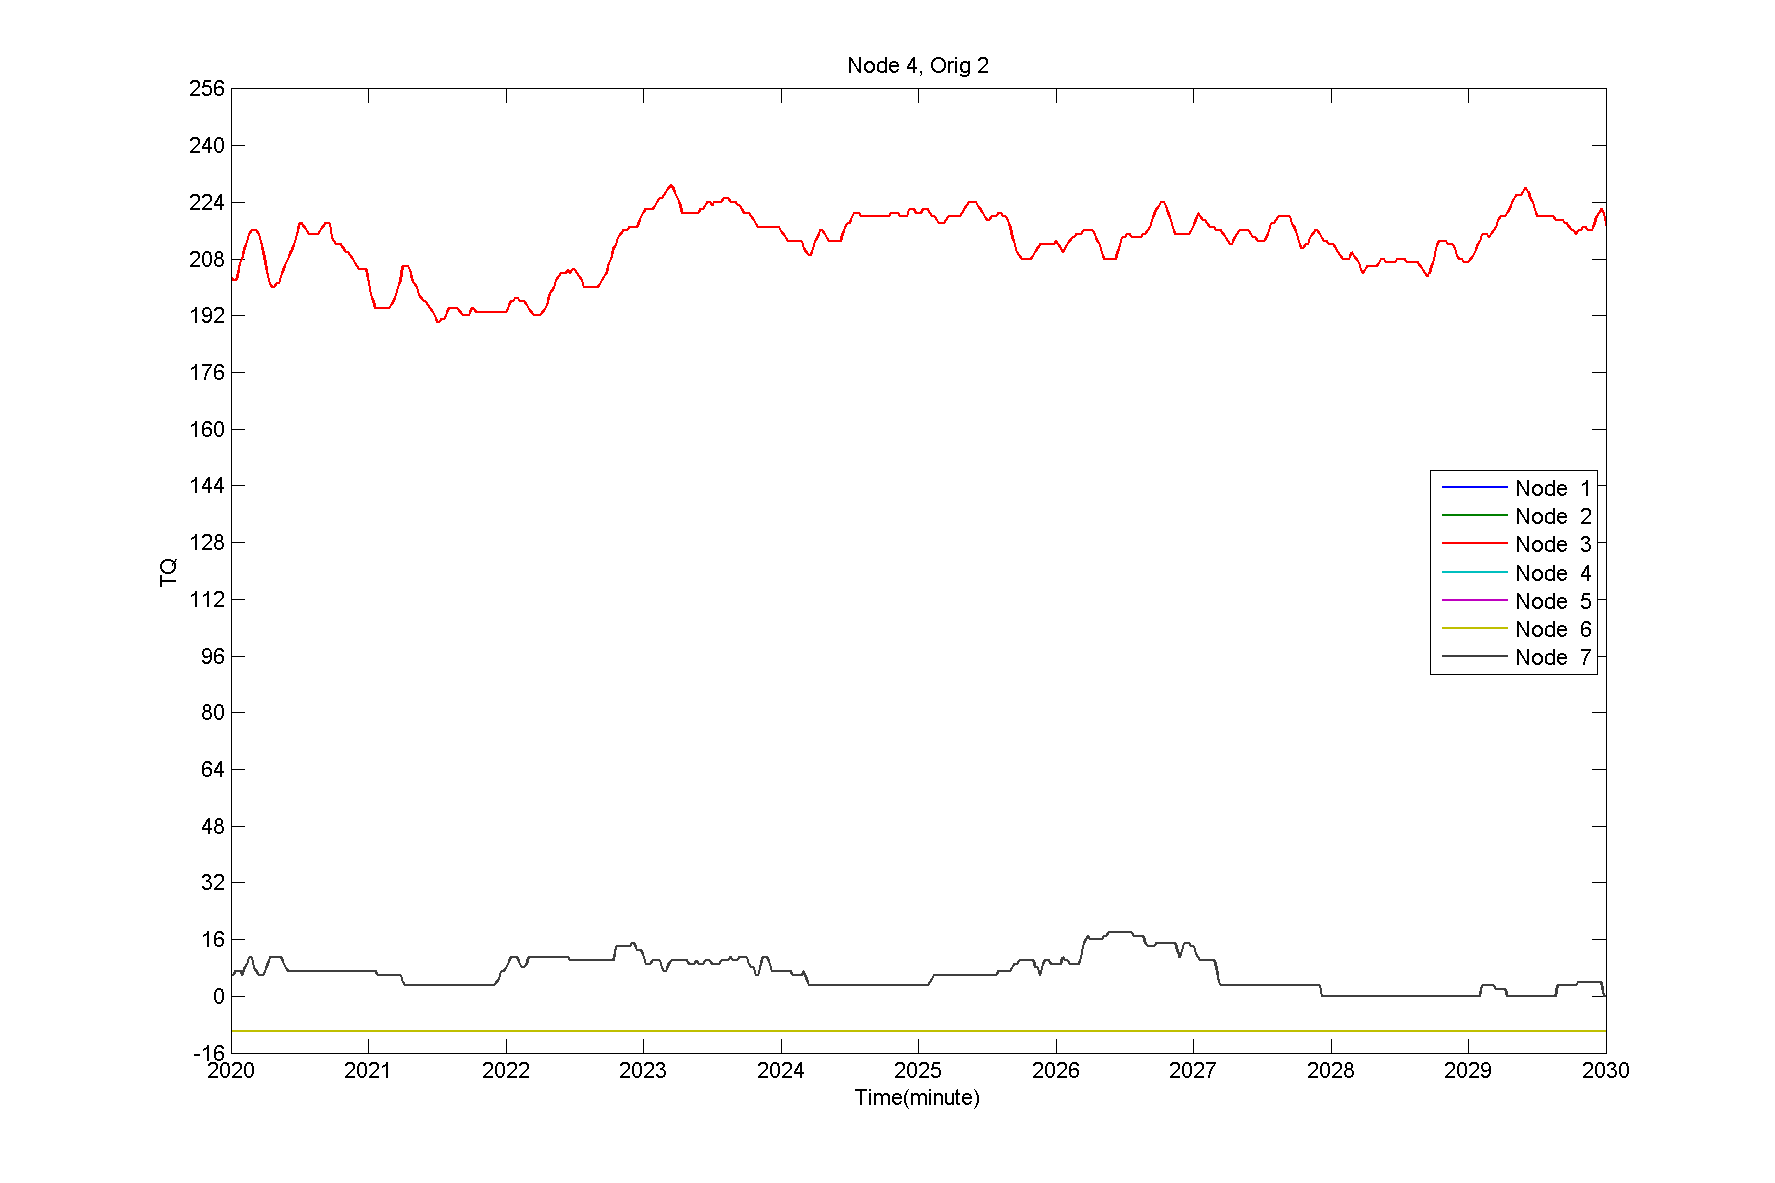 Node 4, Orig 2
256
240
224
208
192
176
160
144
128
112
96
80
64
48
32
16
0
-16
TQ
Node 1
Node 2
Node 3
Node 4
Node 5
Node 6
Node 7
2020 2021 2022 2023 2024 2025 2026 2027 2028 2029 2030
Time(minute)